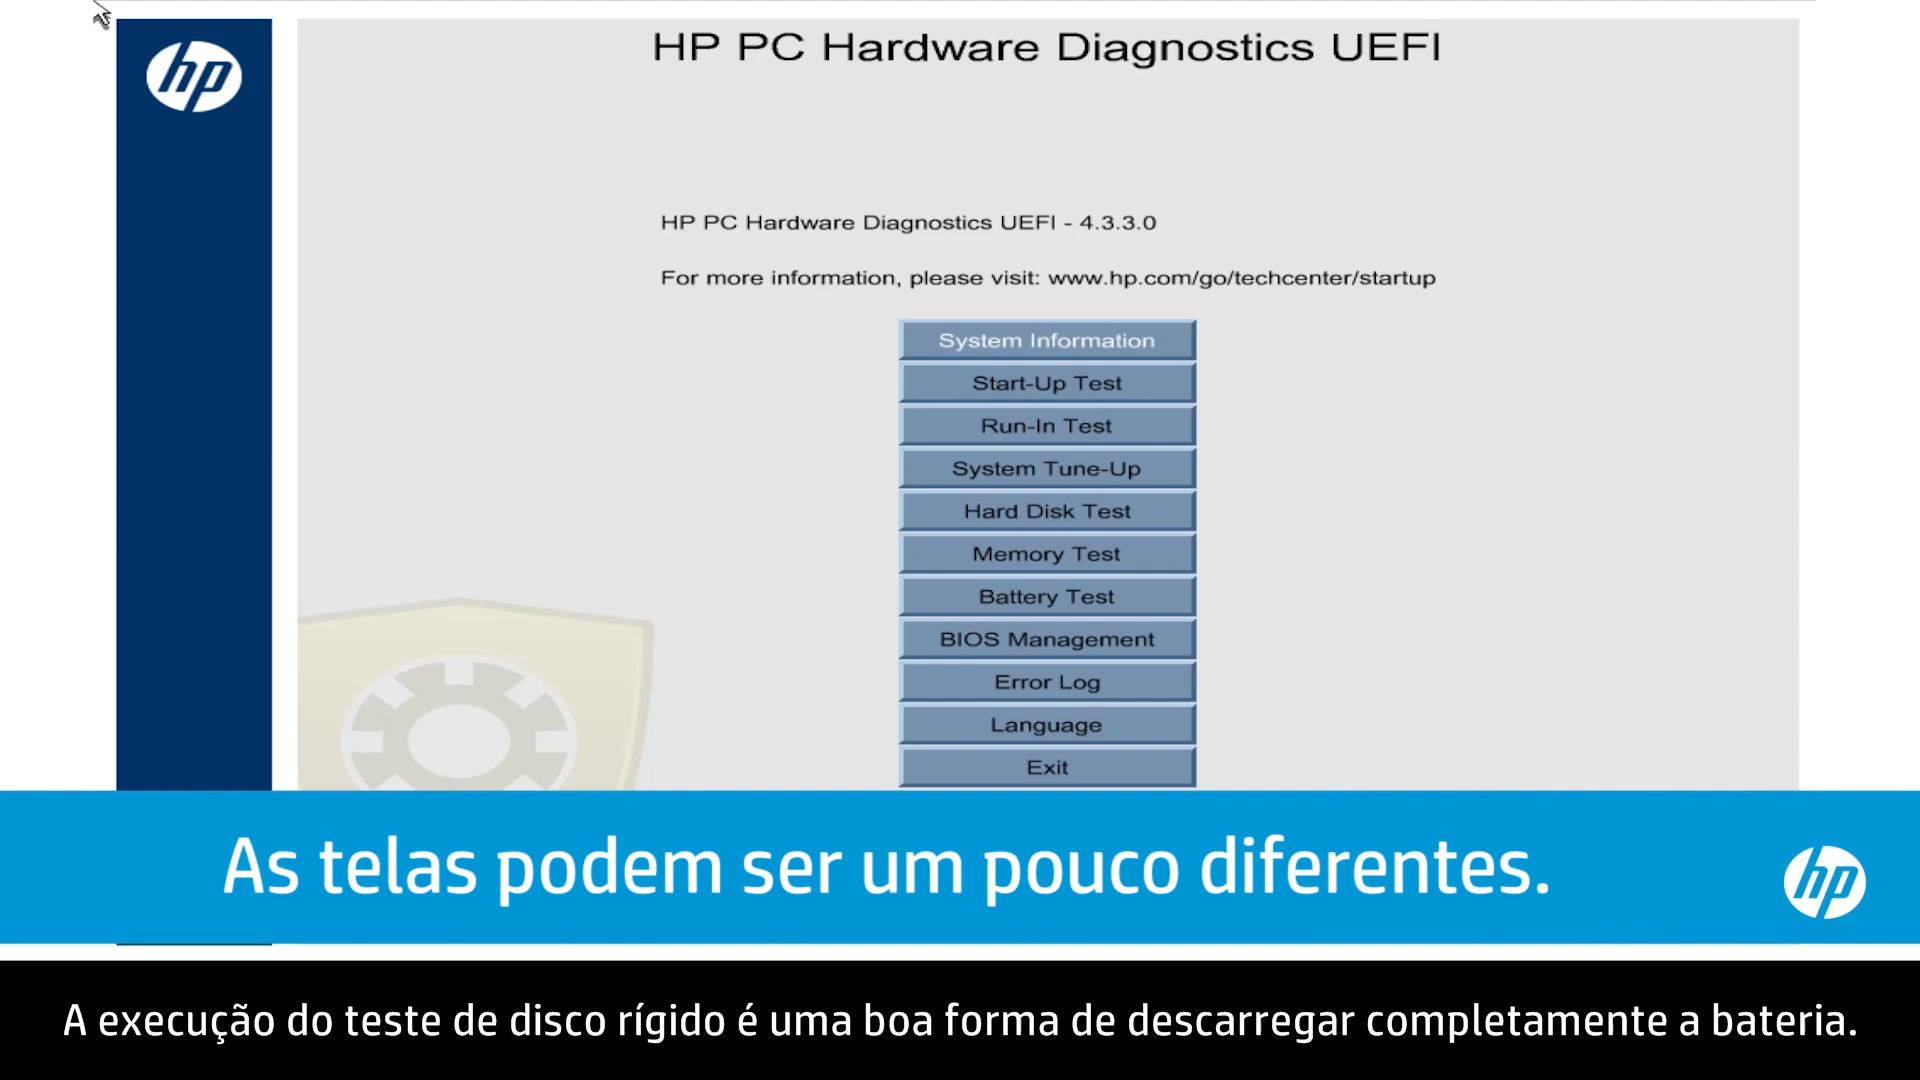 hp
HP PC Hardware Diagnostics UEFI
HP PC Hardware Diagnostics UEFI - 4.3.3.0
For more information, please visit: www.hp.com/go/techcenter/startup
System Information
Start-Up Test
Run-In Test
System Tune-Up
Hard Disk Test
Memory Test
Battery Test
BIOS Management
Error Log
Language
Exit
As telas podem ser um pouco diferentes.
hp
A execução do teste de disco rígido é uma boa forma de descarregar completamente a bateria.